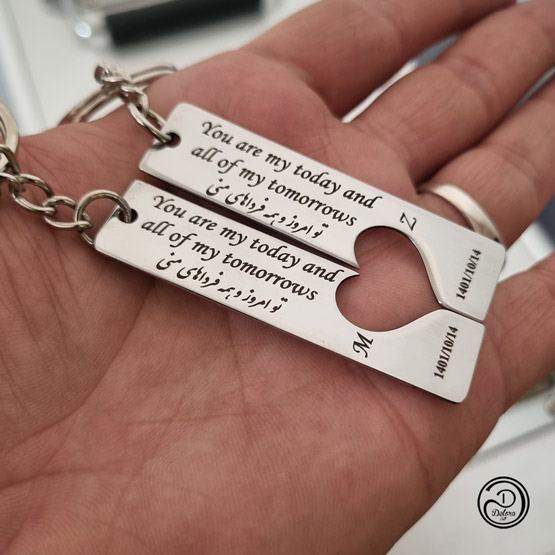 You are my today and
all of my tomorrows
تو امروز و همه فرداهای منی
Z
1401/10/14
You are my today and
all of my tomorrows
تو امروز و همه فرداهای منی
M
1401/10/14
D
Delora